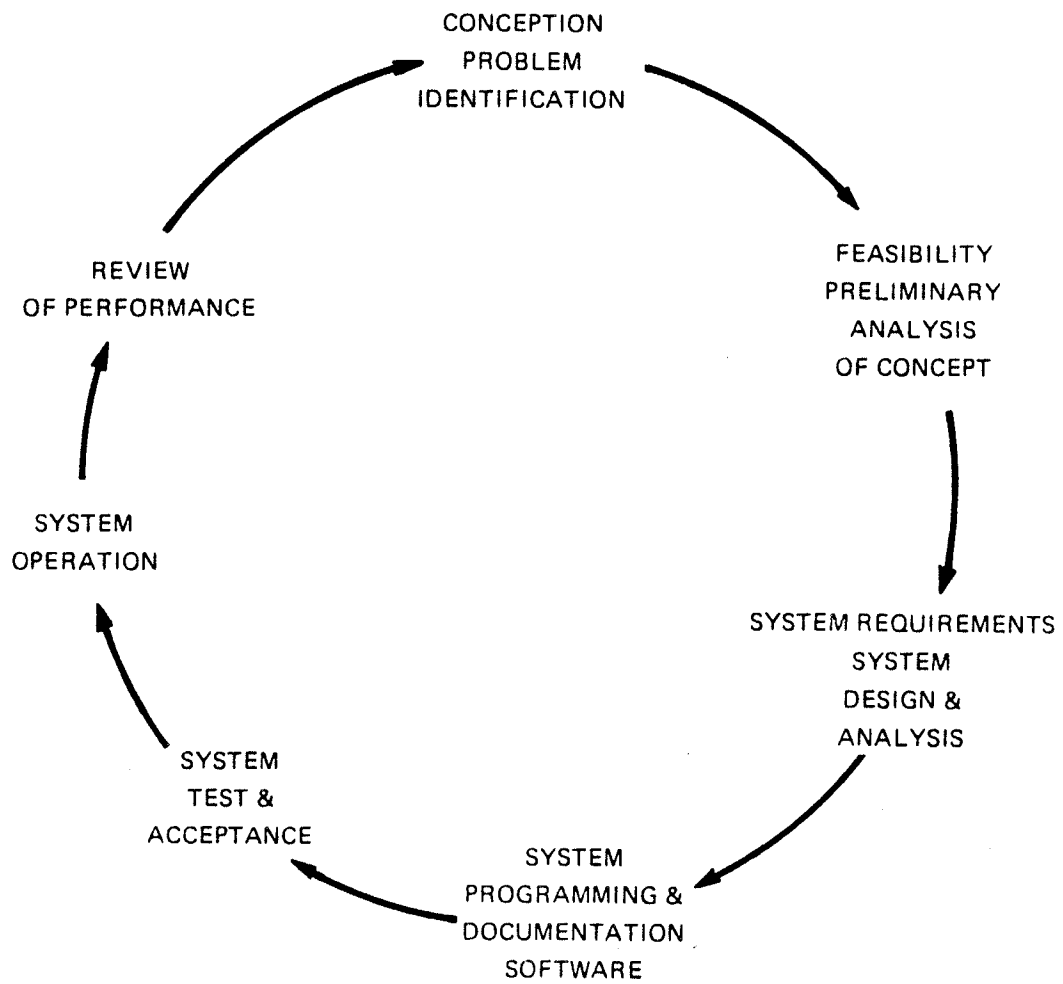 CONCEPTION
PROBLEM
IDENTIFICATION
FEASIBILITY
PRELIMINARY
ANALYSIS
OF CONCEPT
SYSTEM REQUIREMENTS
SYSTEM
DESIGN &
ANALYSIS
SYSTEM
PROGRAMMING &
DOCUMENTATION
SOFTWARE
SYSTEM
TEST &
ACCEPTANCE
SYSTEM
OPERATION
REVIEW
OF PERFORMANCE